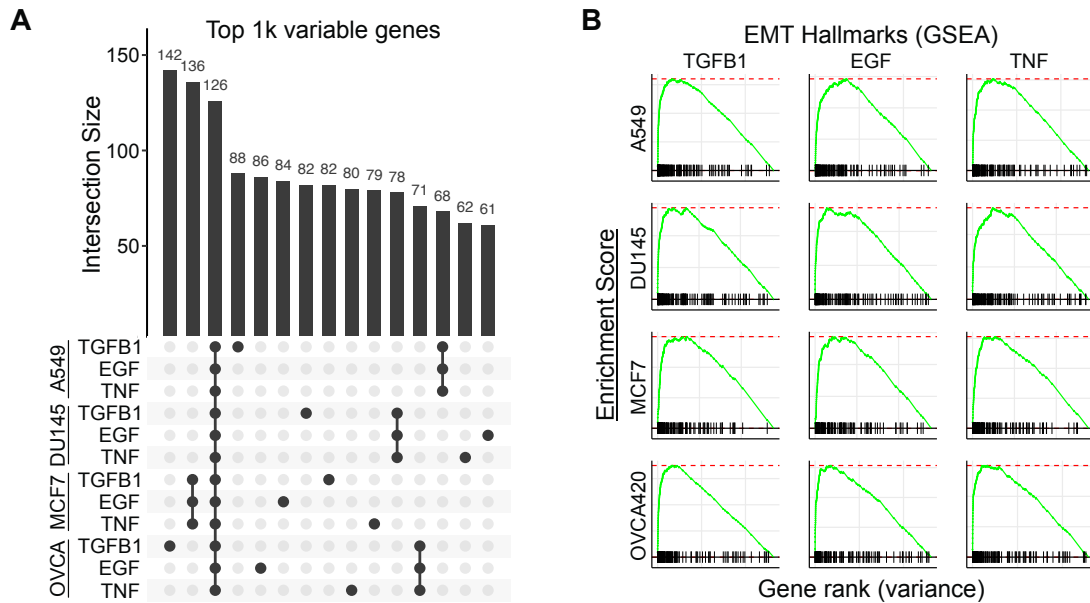 A
Top 1k variable genes
Intersection Size
150
100
50
142
136
126
88
86
84
82
82
80
79
78
71
68
62
61
A549
TGFB1
EGF
TNF
DU145
TGFB1
EGF
TNF
MCF7
TGFB1
EGF
TNF
OVCA
TGFB1
EGF
TNF
B
EMT Hallmarks (GSEA)
TGFB1
EGF
TNF
Enrichment Score
A549
DU145
MCF7
OVCA420
Gene rank (variance)